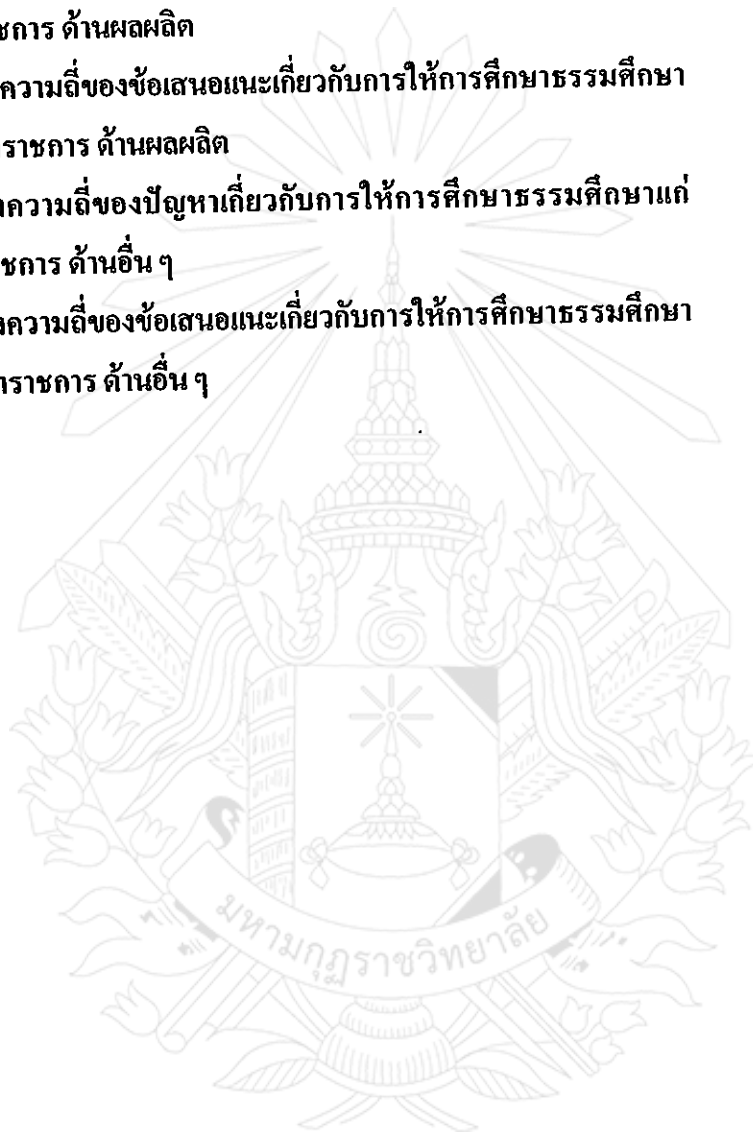 ชการ ด้านผลผลิต
ความถี่ของข้อเสนอแนะเกี่ยวกับการให้การศึกษาธรรมศึกษา
ราชการ ด้านผลผลิต
ความถี่ของปัญหาเกี่ยวกับการให้การศึกษาธรรมศึกษาแก่
ชการ ด้านอื่น ๆ
ความถี่ของข้อเสนอแนะเกี่ยวกับการให้การศึกษาธรรมศึกษา
ราชการ ด้านอื่น ๆ
มหามกุฏราชวิทยาลัย